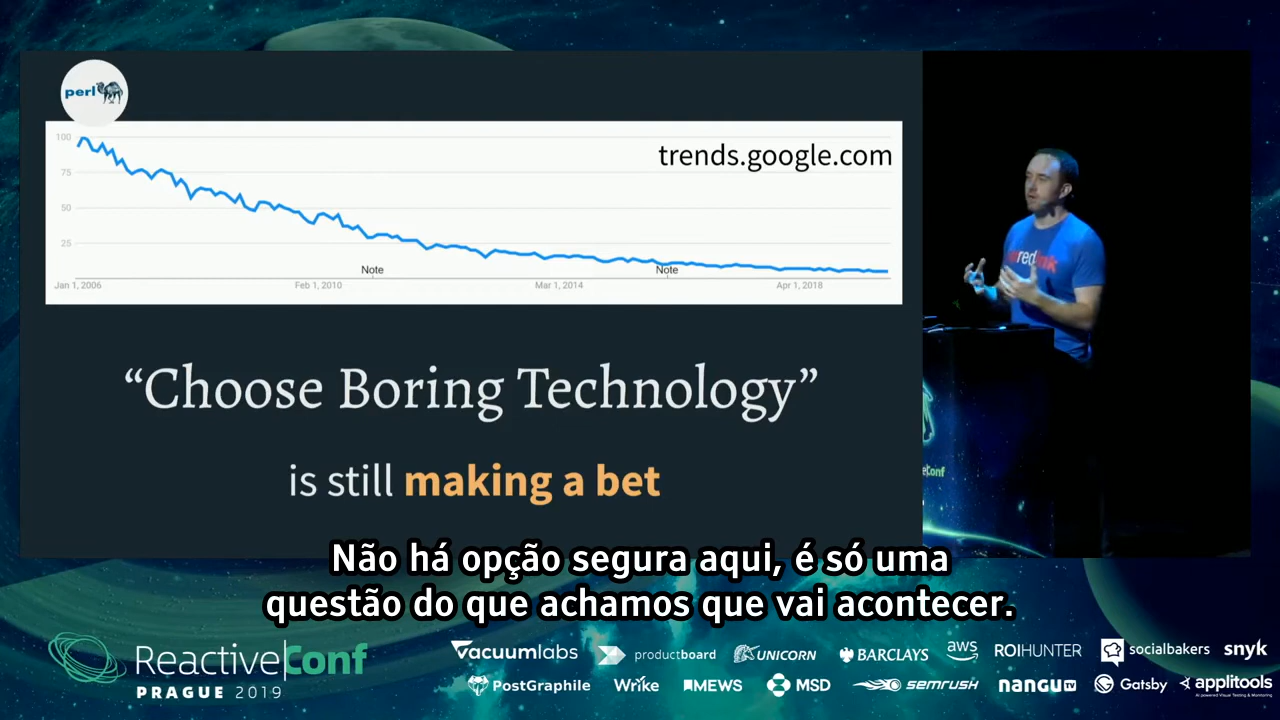 perl
trends.google.com
100
75
50
25
Note
Note
Jan 1, 2006
Feb 1, 2010
Mar 1, 2014
Apr 1, 2018
“Choose Boring Technology”
is still making a bet
Não há opção segura aqui, é só uma
questão do que achamos que vai acontecer.
ReactiveConf
PRAGUE 2019
vacuumlabs
productboard
UNICORN
BARCLAYS
aws
ROIHUNTER
socialbakers
snyk
PostGraphile
Wrike
MEWS
MSD
SEMRUSH
nangu TV
Gatsby
applitools